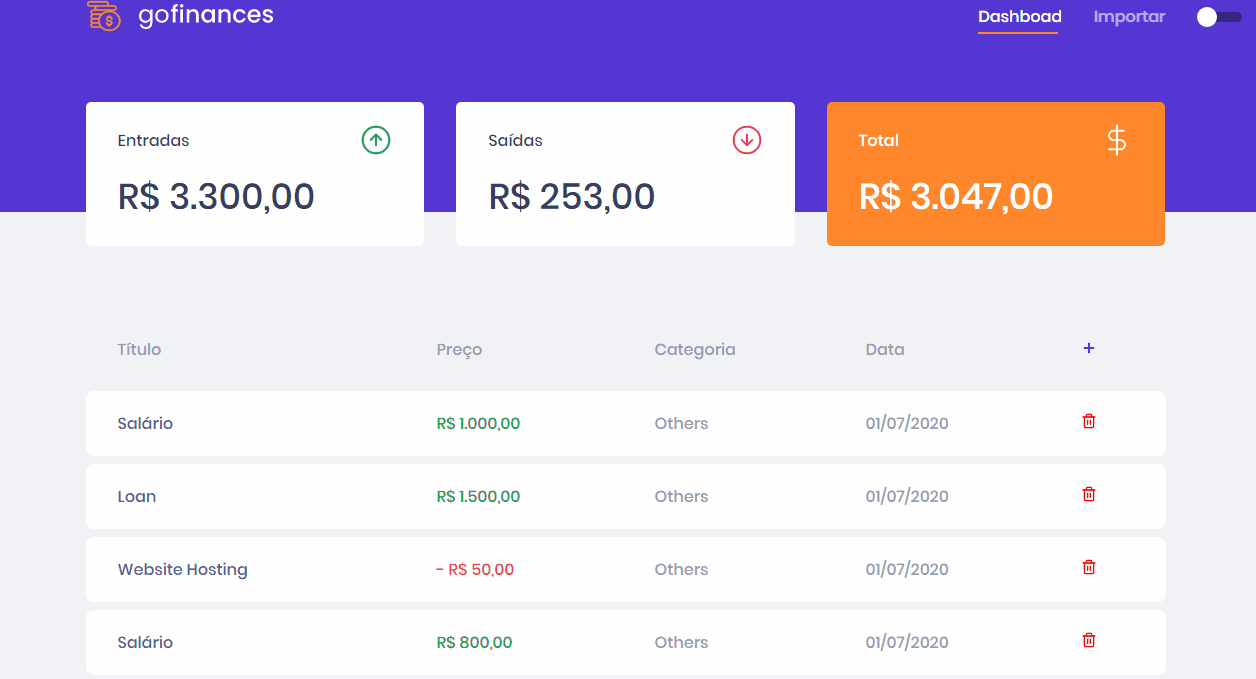 gofinances Dashboad Importar
Entradas Saídas Total $
R$ 3.300,00 R$ 253,00 R$ 3.047,00
Título Preço Categoria Data +
Salário R$ 1.000,00 Others 01/07/2020
Loan R$ 1.500,00 Others 01/07/2020
Website Hosting - R$ 50,00 Others 01/07/2020
Salário R$ 800,00 Others 01/07/2020